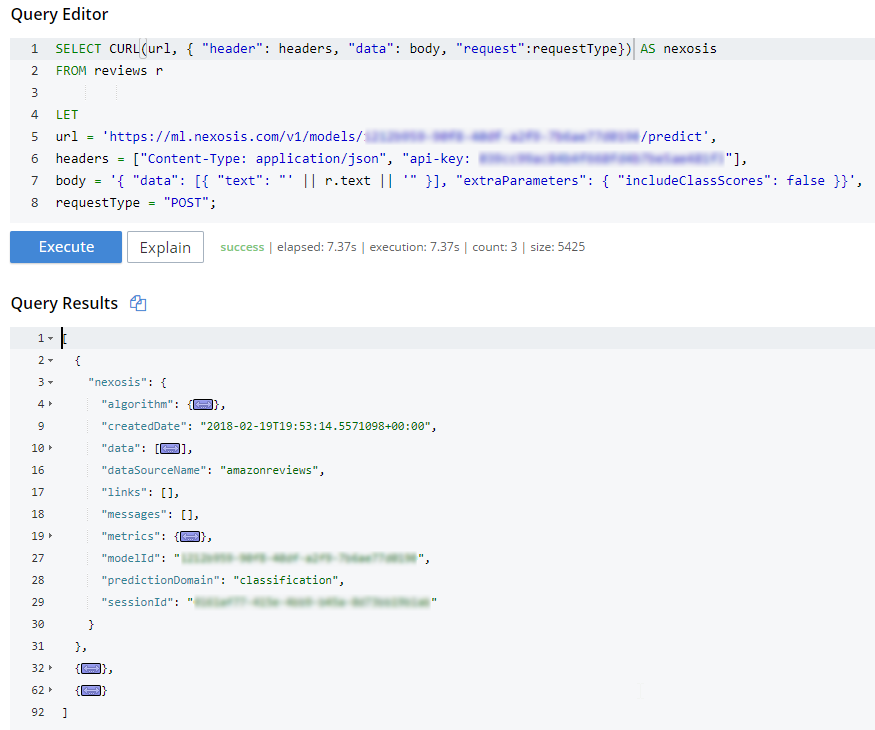 Query Editor
1 SELECT CURL(url, { "header": headers, "data": body, "request":requestType}) AS nexosis
2 FROM reviews r
3
4 LET
5 url = 'https://ml.nexosis.com/v1/models/ /predict',
6 headers = ["Content-Type: application/json", "api-key: "],
7 body = '{ "data": [{ "text": "' || r.text || '" }], "extraParameters": { "includeClassScores": false }}',
8 requestType = "POST";
Execute Explain success | elapsed: 7.37s | execution: 7.37s | count: 3 | size: 5425
Query Results
1 [
2 {
3 "nexosis": {
4 "algorithm": {},
9 "createdDate": "2018-02-19T19:53:14.5571098+00:00",
10 "data": [],
16 "dataSourceName": "amazonreviews",
17 "links": [],
18 "messages": [],
19 "metrics": {},
27 "modelId": " ",
28 "predictionDomain": "classification",
29 "sessionId": " "
30 }
31 },
32 {},
62 {}
92 ]